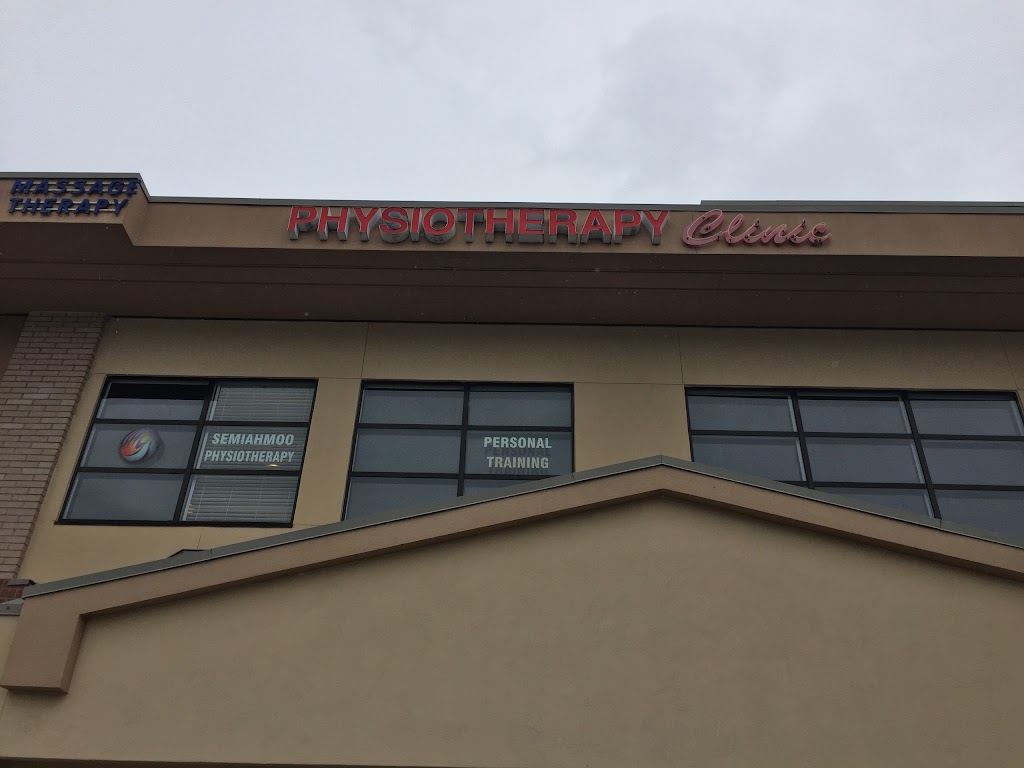 MASSAGE
THERAPY
PHYSIOTHERAPY Clinic
SEMIAHMOO
PHYSIOTHERAPY
PERSONAL
TRAINING